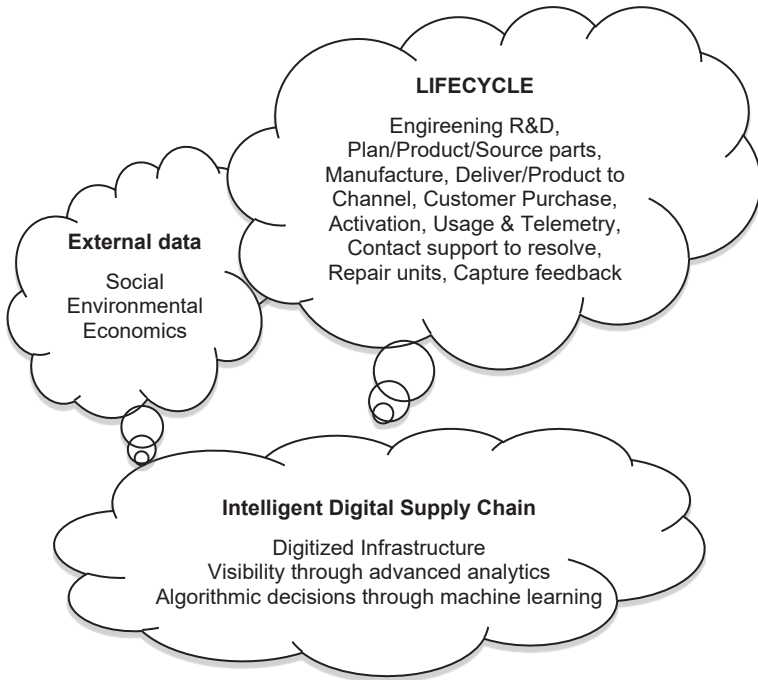 LIFECYCLE
Engireening R&D,
Plan/Product/Source parts,
Manufacture, Deliver/Product to
Channel, Customer Purchase,
Activation, Usage & Telemetry,
Contact support to resolve,
Repair units, Capture feedback
External data
Social
Environmental
Economics
Intelligent Digital Supply Chain
Digitized Infrastructure
Visibility through advanced analytics
Algorithmic decisions through machine learning